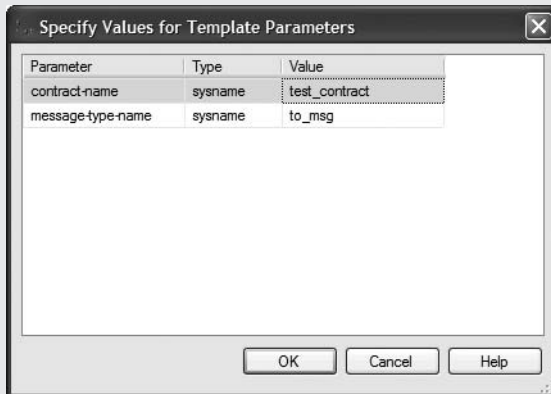 Specify Values for Template Parameters
Parameter Type Value
contract-name sysname test_contract
message-type-name sysname to_msg
OK Cancel Help